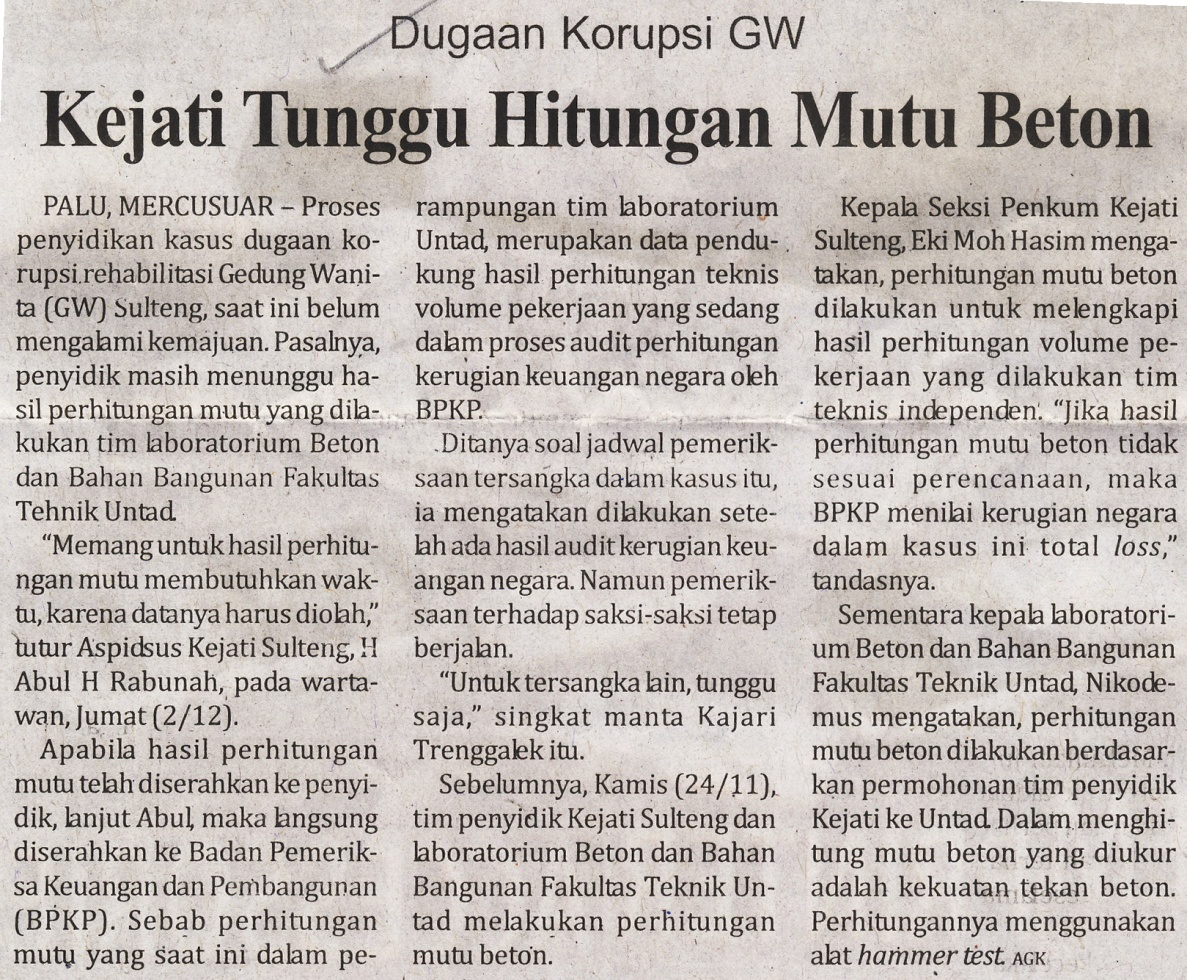 Dugaan Korupsi GW
Kejati Tunggu Hitungan Mutu Beton
PALU, MERCUSUAR – Proses
penyidikan kasus dugaan ko-
rupsi rehabilitasi Gedung Wani-
ta (GW) Sulteng, saat ini belum
mengalami kemajuan. Pasalnya,
penyidik masih menunggu ha-
sil perhitungan mutu yang dila-
kukan tim laboratorium Beton
dan Bahan Bangunan Fakultas
Tehnik Untad.
“Memang untuk hasil perhitu-
ngan mutu membutuhkan wak-
tu, karena datanya harus diolah,”
tutur Aspidsus Kejati Sulteng, H
Abul H Rabunah, pada warta-
wan, Jumat (2/12).
Apabila hasil perhitungan
mutu telah diserahkan ke penyi-
dik, lanjut Abul, maka langsung
diserahkan ke Badan Pemerik-
sa Keuangan dan Pembangunan
(BPKP). Sebab perhitungan
mutu yang saat ini dalam pe-
rampungan tim laboratorium
Untad, merupakan data pendu-
kung hasil perhitungan teknis
volume pekerjaan yang sedang
dalam proses audit perhitungan
kerugian keuangan negara oleh
BPKP.
Ditanya soal jadwal pemerik-
saan tersangka dalam kasus itu,
ia mengatakan dilakukan sete-
lah ada hasil audit kerugian keu-
angan negara. Namun pemerik-
saan terhadap saksi-saksi tetap
berjalan.
“Untuk tersangka lain, tunggu
saja,” singkat manta Kajari
Trenggalek itu.
Sebelumnya, Kamis (24/11),
tim penyidik Kejati Sulteng dan
laboratorium Beton dan Bahan
Bangunan Fakultas Teknik Un-
tad melakukan perhitungan
mutu beton.
Kepala Seksi Penkum Kejati
Sulteng, Eki Moh Hasim menga-
takan, perhitungan mutu beton
dilakukan untuk melengkapi
hasil perhitungan volume pe-
kerjaan yang dilakukan tim
teknis independen. “Jika hasil
perhitungan mutu beton tidak
sesuai perencanaan, maka
BPKP menilai kerugian negara
dalam kasus ini total loss,”
tandasnya.
Sementara kepala laboratori-
um Beton dan Bahan Bangunan
Fakultas Teknik Untad, Nikode-
mus mengatakan, perhitungan
mutu beton dilakukan berdasar-
kan permohonan tim penyidik
Kejati ke Untad. Dalam menghi-
tung mutu beton yang diukur
adalah kekuatan tekan beton.
Perhitungannya menggunakan
alat hammer test. AGK